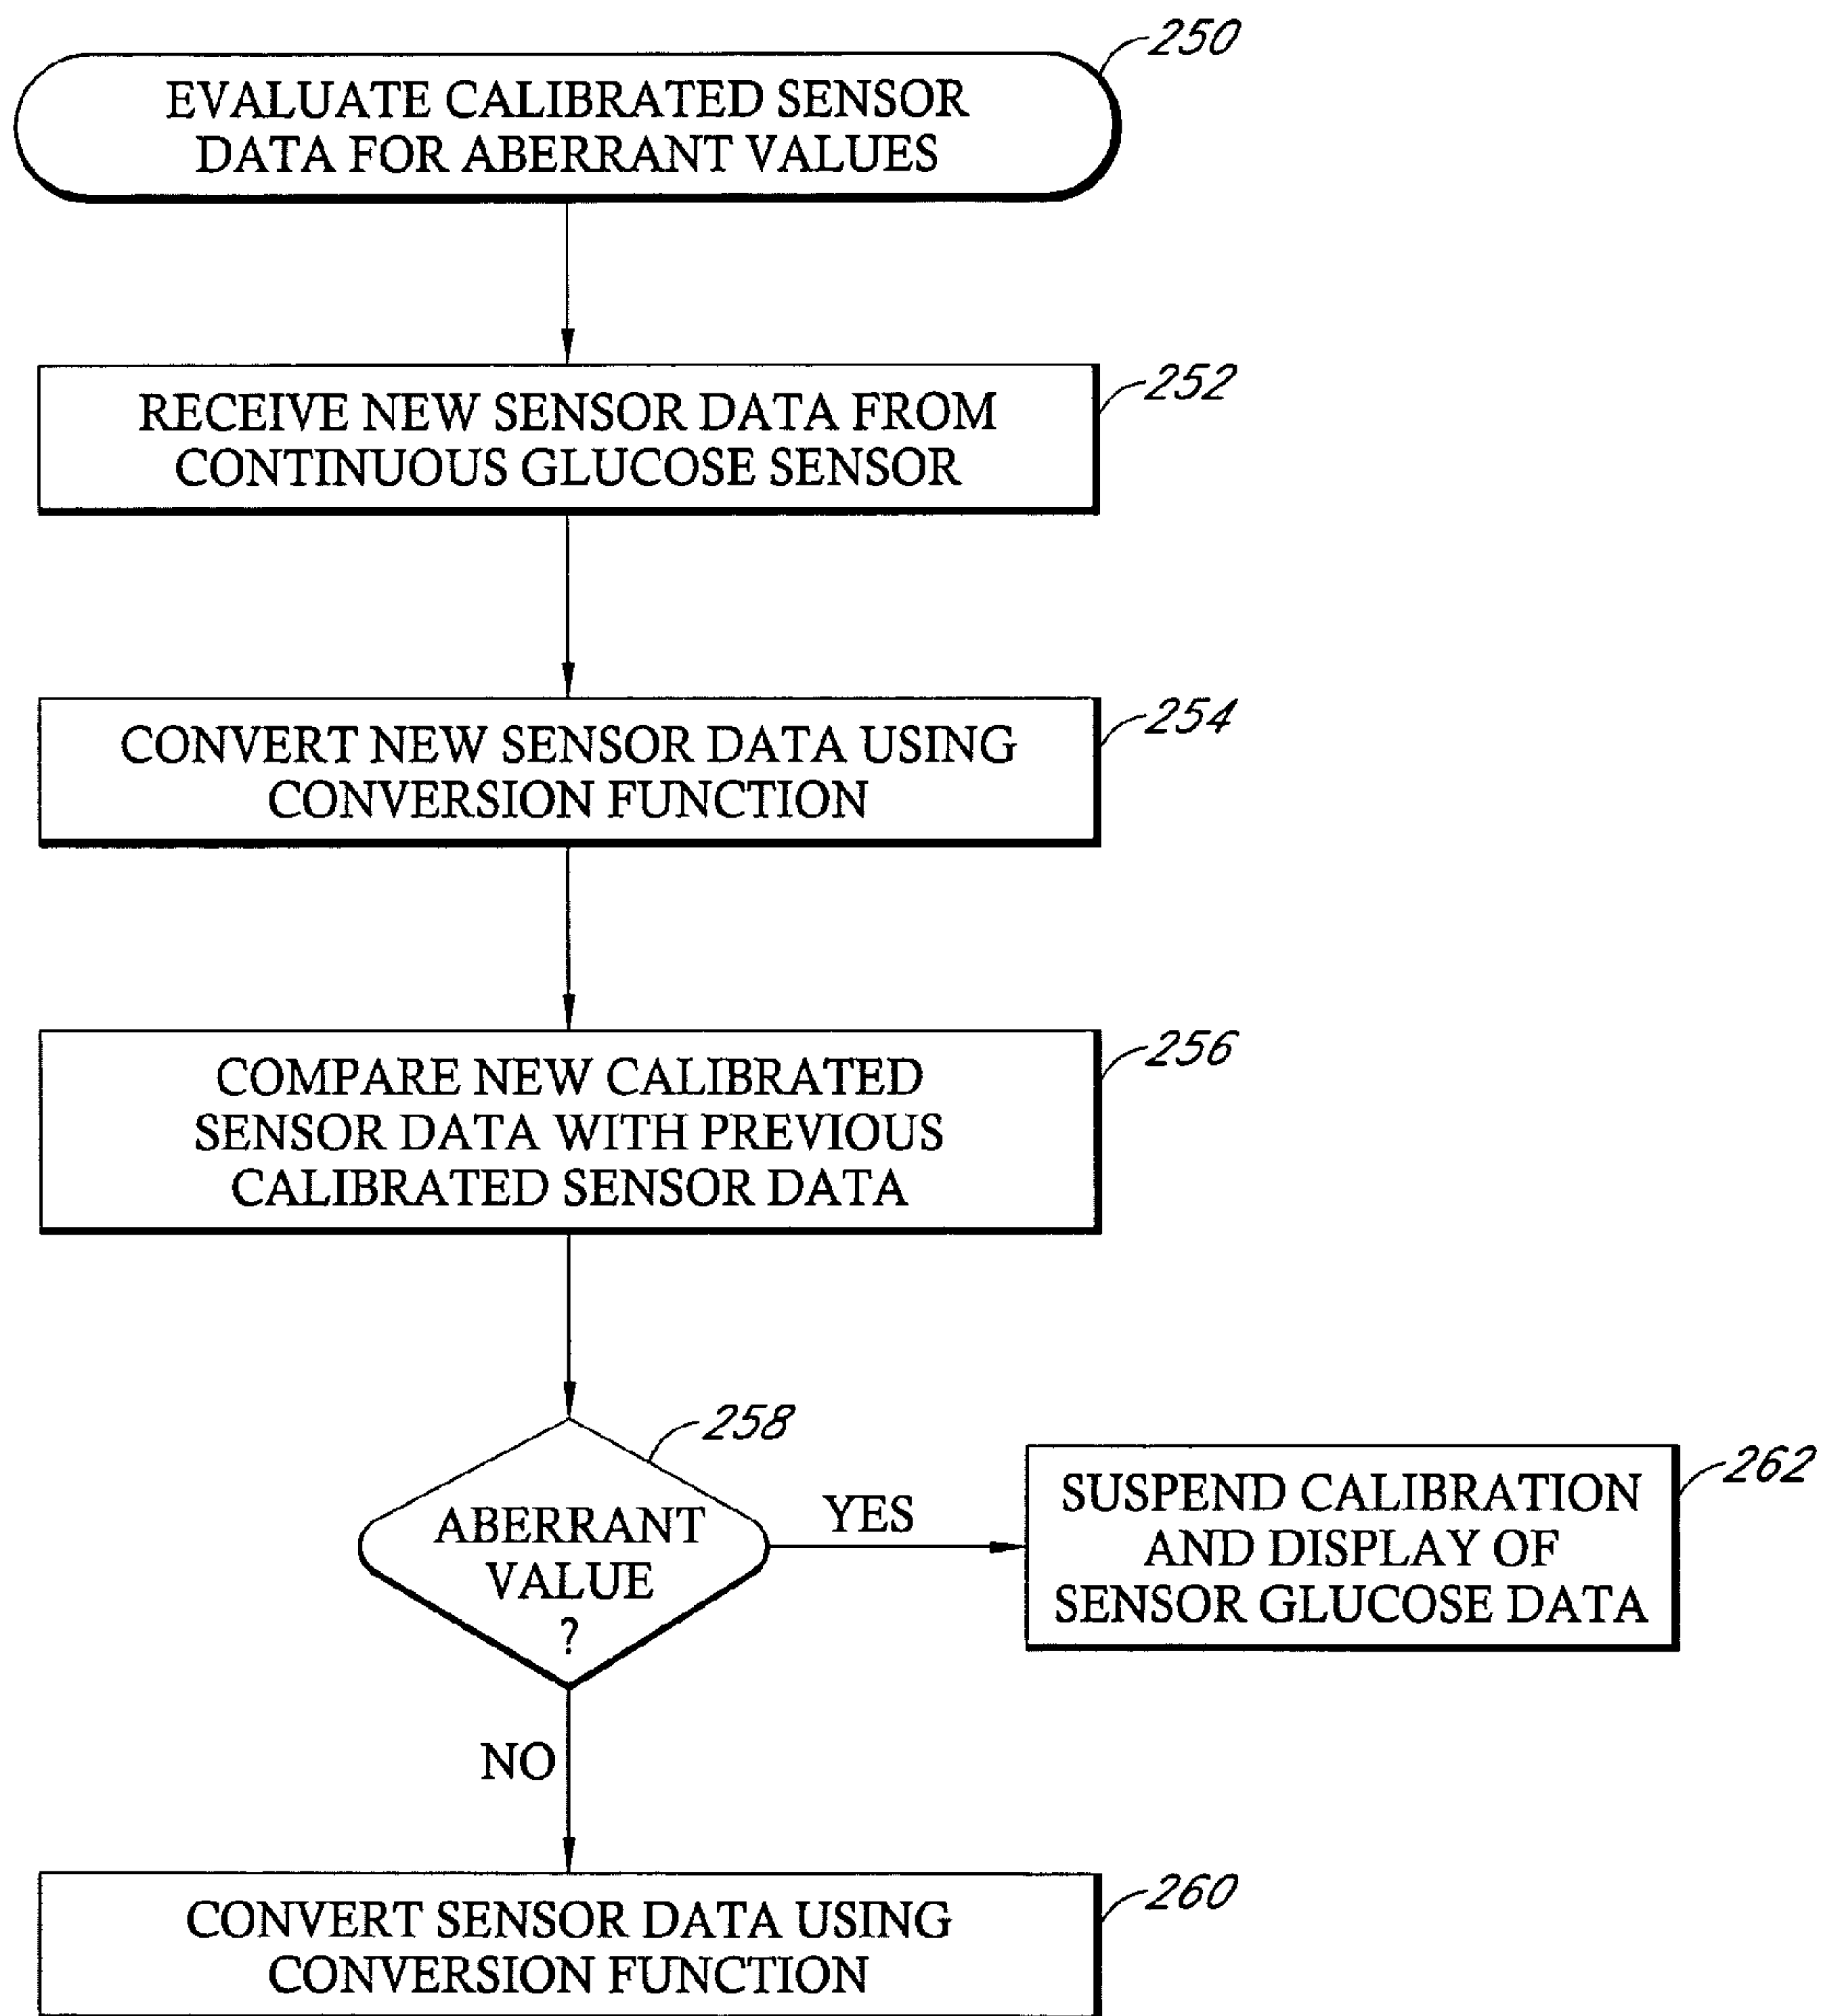 250
EVALUATE CALIBRATED SENSOR
DATA FOR ABERRANT VALUES
252
RECEIVE NEW SENSOR DATA FROM
CONTINUOUS GLUCOSE SENSOR
254
CONVERT NEW SENSOR DATA USING
CONVERSION FUNCTION
256
COMPARE NEW CALIBRATED
SENSOR DATA WITH PREVIOUS
CALIBRATED SENSOR DATA
258
ABERRANT
VALUE
?
YES
262
SUSPEND CALIBRATION
AND DISPLAY OF
SENSOR GLUCOSE DATA
NO
260
CONVERT SENSOR DATA USING
CONVERSION FUNCTION